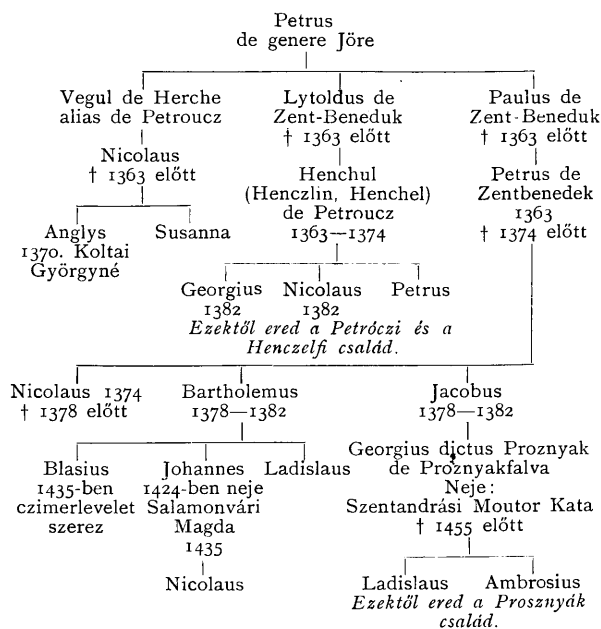 Petrus
de genere Jöre
Vegul de Herche
alias de Petroucz
Nicolaus
† 1363 előtt
Anglys
1370. Koltai
Györgyné
Susanna
Lytoldus de
Zent-Beneduk
† 1363 előtt
Henchul
(Henczlin, Henchel)
de Petroucz
1363—1374
Georgius
1382
Nicolaus
1382
Petrus
Ezektől ered a Petróczi és a
Henczelfi család.
Paulus de
Zent-Beneduk
† 1363 előtt
Petrus de
Zentbenedek
1363
† 1374 előtt
Nicolaus 1374
† 1378 előtt
Bartholemus
1378—1382
Blasius
1435-ben
czimerlevelet
szerez
Johannes
1424-ben neje
Salamonvári
Magda
1435
Nicolaus
Ladislaus
Jacobus
1378—1382
Georgius dictus Proznyak
de Proznyakfalva
Neje:
Szentandrási Moutor Kata
† 1455 előtt
Ladislaus
Ambrosius
Ezektől ered a Prosznyák
család.